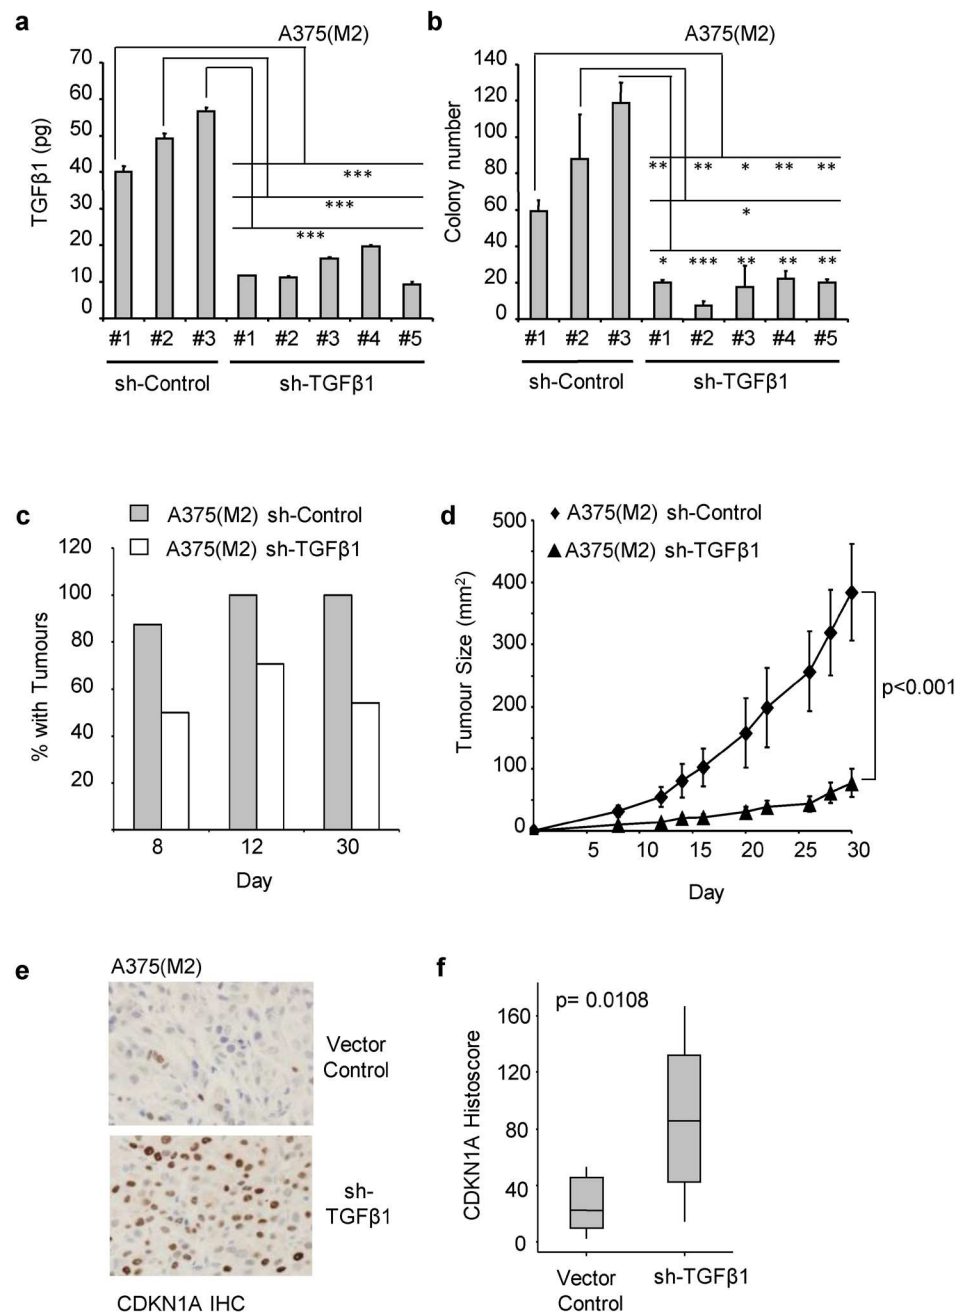 a
A375(M2)
TGFβ1 (pg)
70
60
50
40
30
20
10
0
***
***
***
#1 #2 #3 #1 #2 #3 #4 #5
sh-Control sh-TGFβ1
b
A375(M2)
Colony number
140
120
100
80
60
40
20
0
** ** * ** **
*
* *** ** ** **
#1 #2 #3 #1 #2 #3 #4 #5
sh-Control sh-TGFβ1
c
A375(M2) sh-Control
A375(M2) sh-TGFβ1
% with Tumours
120
100
80
60
40
20
8 12 30
Day
d
A375(M2) sh-Control
A375(M2) sh-TGFβ1
Tumour Size (mm²)
500
400
300
200
100
0
p<0.001
5 10 15 20 25 30
Day
e
A375(M2)
Vector
Control
sh-
TGFβ1
CDKN1A IHC
f
p= 0.0108
CDKN1A Histoscore
160
120
80
40
0
Vector
Control
sh-TGFβ1